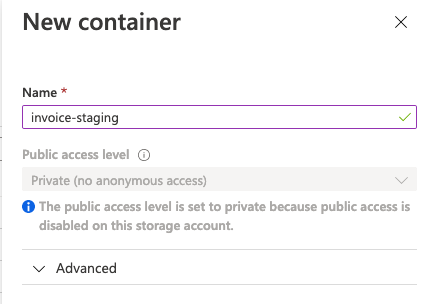 New container
Name *
invoice-staging
Public access level
Private (no anonymous access)
The public access level is set to private because public access is
disabled on this storage account.
Advanced